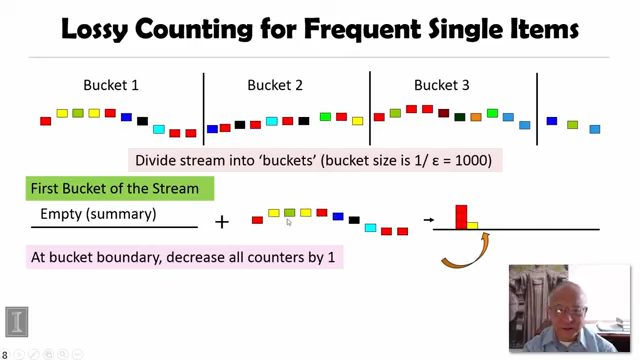 Lossy Counting for Frequent Single Items
Bucket 1
Bucket 2
Bucket 3
Divide stream into ‘buckets’ (bucket size is 1/ ε = 1000)
First Bucket of the Stream
Empty (summary)
+
At bucket boundary, decrease all counters by 1
I
8